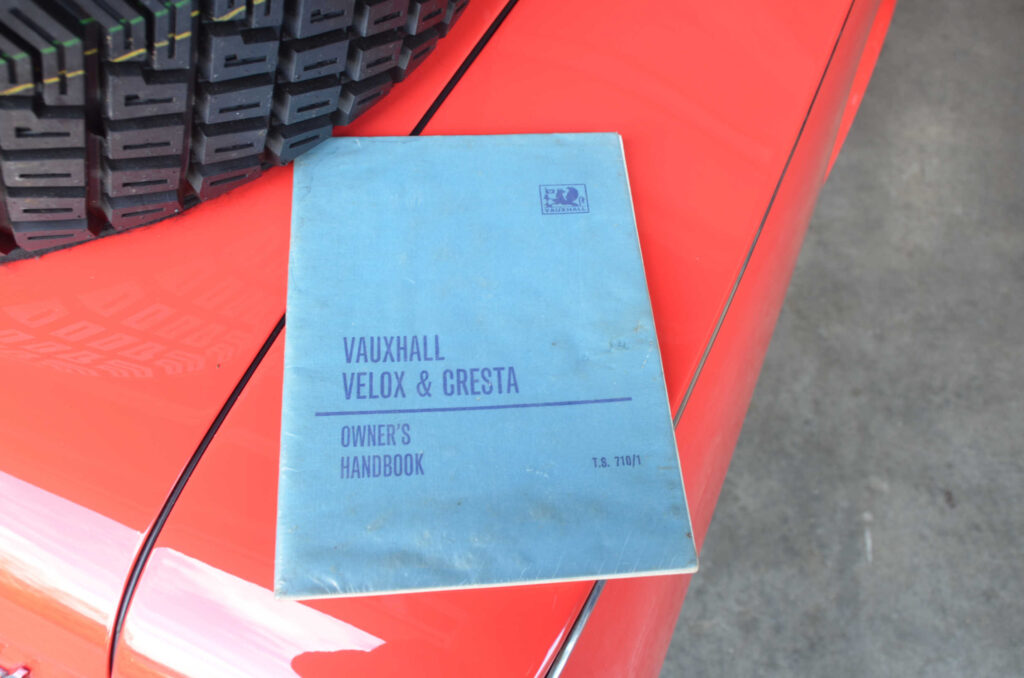 VAUXHALL
VAUXHALL
VELOX & CRESTA
OWNER'S
HANDBOOK
T.S. 710/1